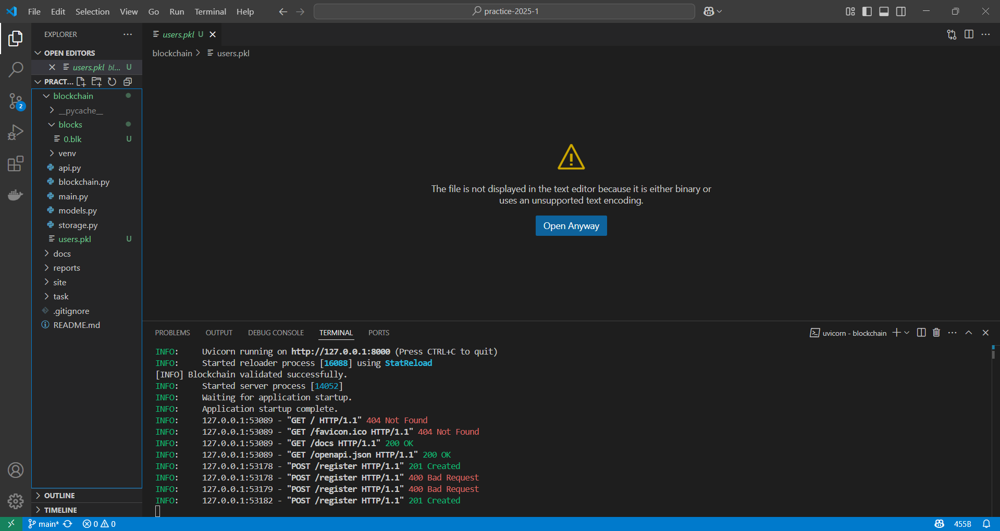 File Edit Selection View Go Run Terminal Help
practice-2025-1
EXPLORER
OPEN EDITORS
users.pkl bl... U
PRACT...
blockchain
__pycache__
blocks
0.blk U
venv
api.py
blockchain.py
main.py
models.py
storage.py
users.pkl U
docs
reports
site
task
.gitignore
README.md
OUTLINE
TIMELINE
2
users.pkl U
blockchain > users.pkl
The file is not displayed in the text editor because it is either binary or
uses an unsupported text encoding.
Open Anyway
PROBLEMS OUTPUT DEBUG CONSOLE TERMINAL PORTS
uvicorn - blockchain
INFO: Uvicorn running on http://127.0.0.1:8000 (Press CTRL+C to quit)
INFO: Started reloader process [16088] using StatReload
[INFO] Blockchain validated successfully.
INFO: Started server process [14052]
INFO: Waiting for application startup.
INFO: Application startup complete.
INFO: 127.0.0.1:53089 - "GET / HTTP/1.1" 404 Not Found
INFO: 127.0.0.1:53089 - "GET /favicon.ico HTTP/1.1" 404 Not Found
INFO: 127.0.0.1:53089 - "GET /docs HTTP/1.1" 200 OK
INFO: 127.0.0.1:53089 - "GET /openapi.json HTTP/1.1" 200 OK
INFO: 127.0.0.1:53178 - "POST /register HTTP/1.1" 201 Created
INFO: 127.0.0.1:53178 - "POST /register HTTP/1.1" 400 Bad Request
INFO: 127.0.0.1:53179 - "POST /register HTTP/1.1" 400 Bad Request
INFO: 127.0.0.1:53182 - "POST /register HTTP/1.1" 201 Created
main* 0 0
455B